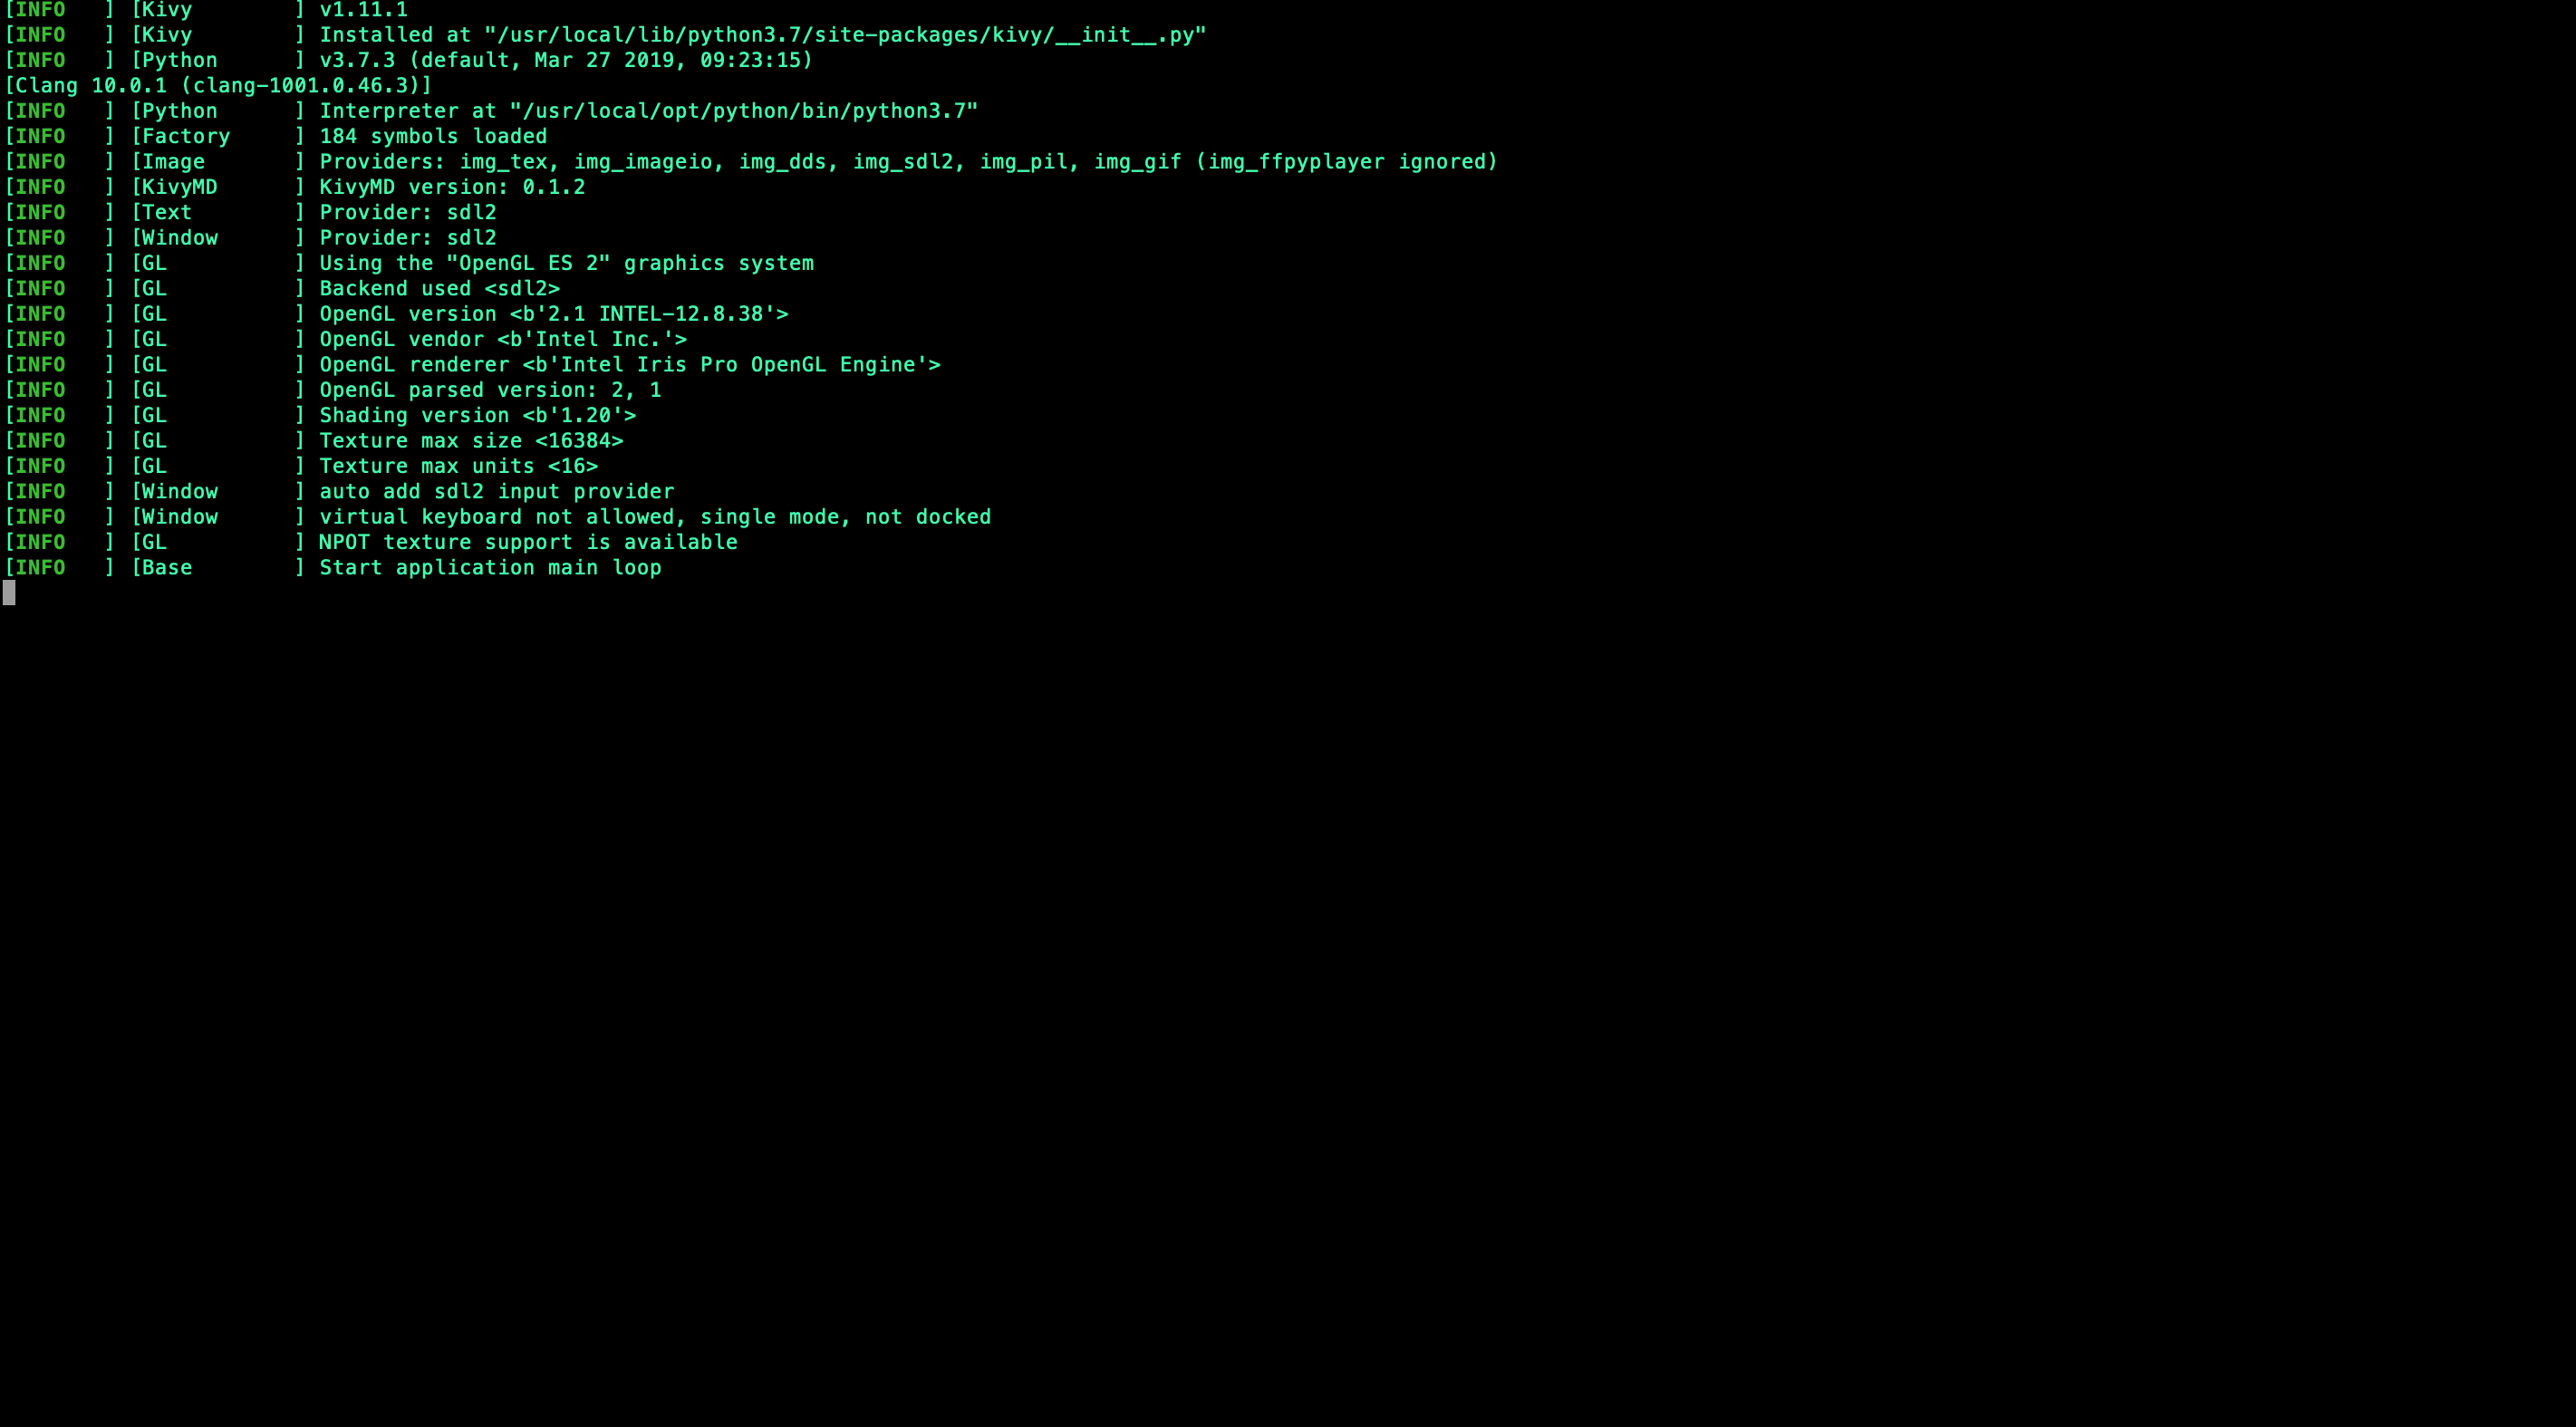 [INFO   ] [Kivy        ] v1.11.1
[INFO   ] [Kivy        ] Installed at "/usr/local/lib/python3.7/site-packages/kivy/__init__.py"
[INFO   ] [Python      ] v3.7.3 (default, Mar 27 2019, 09:23:15)
[Clang 10.0.1 (clang-1001.0.46.3)]
[INFO   ] [Python      ] Interpreter at "/usr/local/opt/python/bin/python3.7"
[INFO   ] [Factory     ] 184 symbols loaded
[INFO   ] [Image       ] Providers: img_tex, img_imageio, img_dds, img_sdl2, img_pil, img_gif (img_ffpyplayer ignored)
[INFO   ] [KivyMD      ] KivyMD version: 0.1.2
[INFO   ] [Text        ] Provider: sdl2
[INFO   ] [Window      ] Provider: sdl2
[INFO   ] [GL          ] Using the "OpenGL ES 2" graphics system
[INFO   ] [GL          ] Backend used <sdl2>
[INFO   ] [GL          ] OpenGL version <b'2.1 INTEL-12.8.38'>
[INFO   ] [GL          ] OpenGL vendor <b'Intel Inc.'>
[INFO   ] [GL          ] OpenGL renderer <b'Intel Iris Pro OpenGL Engine'>
[INFO   ] [GL          ] OpenGL parsed version: 2, 1
[INFO   ] [GL          ] Shading version <b'1.20'>
[INFO   ] [GL          ] Texture max size <16384>
[INFO   ] [GL          ] Texture max units <16>
[INFO   ] [Window      ] auto add sdl2 input provider
[INFO   ] [Window      ] virtual keyboard not allowed, single mode, not docked
[INFO   ] [GL          ] NPOT texture support is available
[INFO   ] [Base        ] Start application main loop